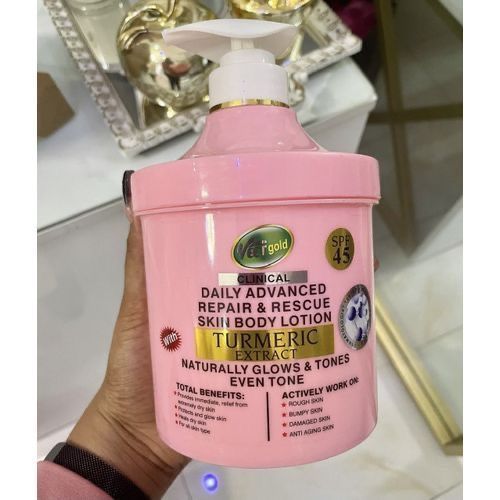 Veet gold
SPF
45
CLINICAL
DAILY ADVANCED
REPAIR & RESCUE
SKIN BODY LOTION
With
TURMERIC
EXTRACT
NATURALLY GLOWS & TONES
EVEN TONE
TOTAL BENEFITS:
Provides immediate, relief from
extremely dry skin
Protects and glow skin
Heals dry skin
For all skin type
ACTIVELY WORK ON:
ROUGH SKIN
BUMPY SKIN
DAMAGED SKIN
ANTI AGING SKIN